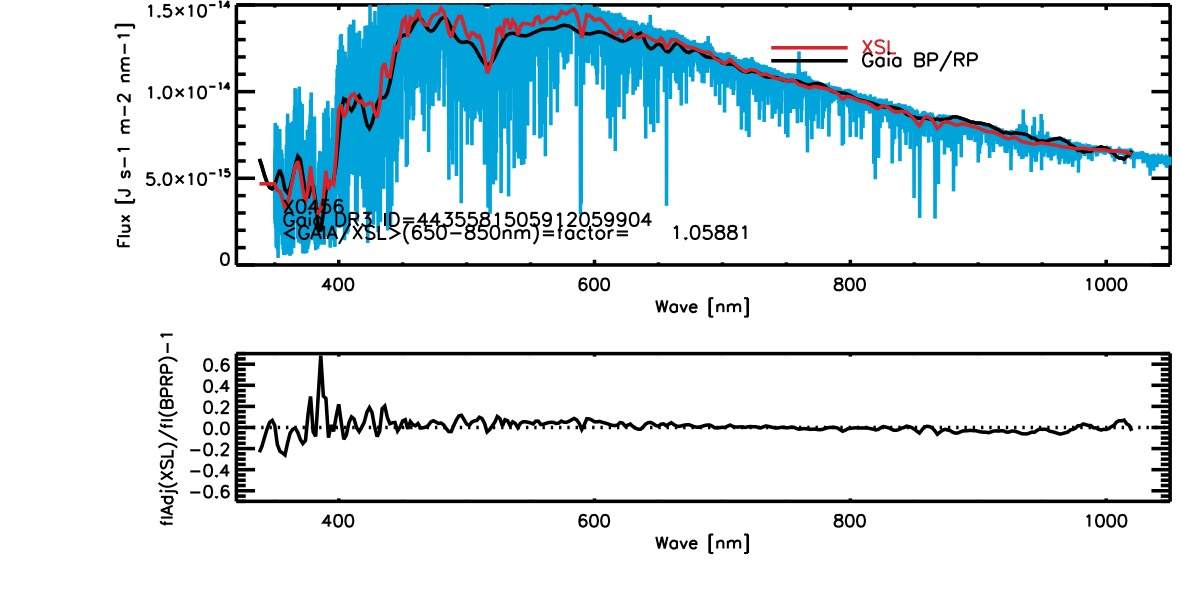 1.5×10−14
1.0×10−14
5.0×10−15
0
Flux [J s−1 m−2 nm−1]
XSL
Gaia BP/RP
X0456
Gaia DR3 ID=4435581505912059904
<GAIA/XSL>(650−850nm)=factor= 1.05881
400 600 800 1000
Wave [nm]
0.6
0.4
0.2
0.0
−0.2
−0.4
−0.6
flAdj(XSL)/fl(BPRP)−1
400 600 800 1000
Wave [nm]